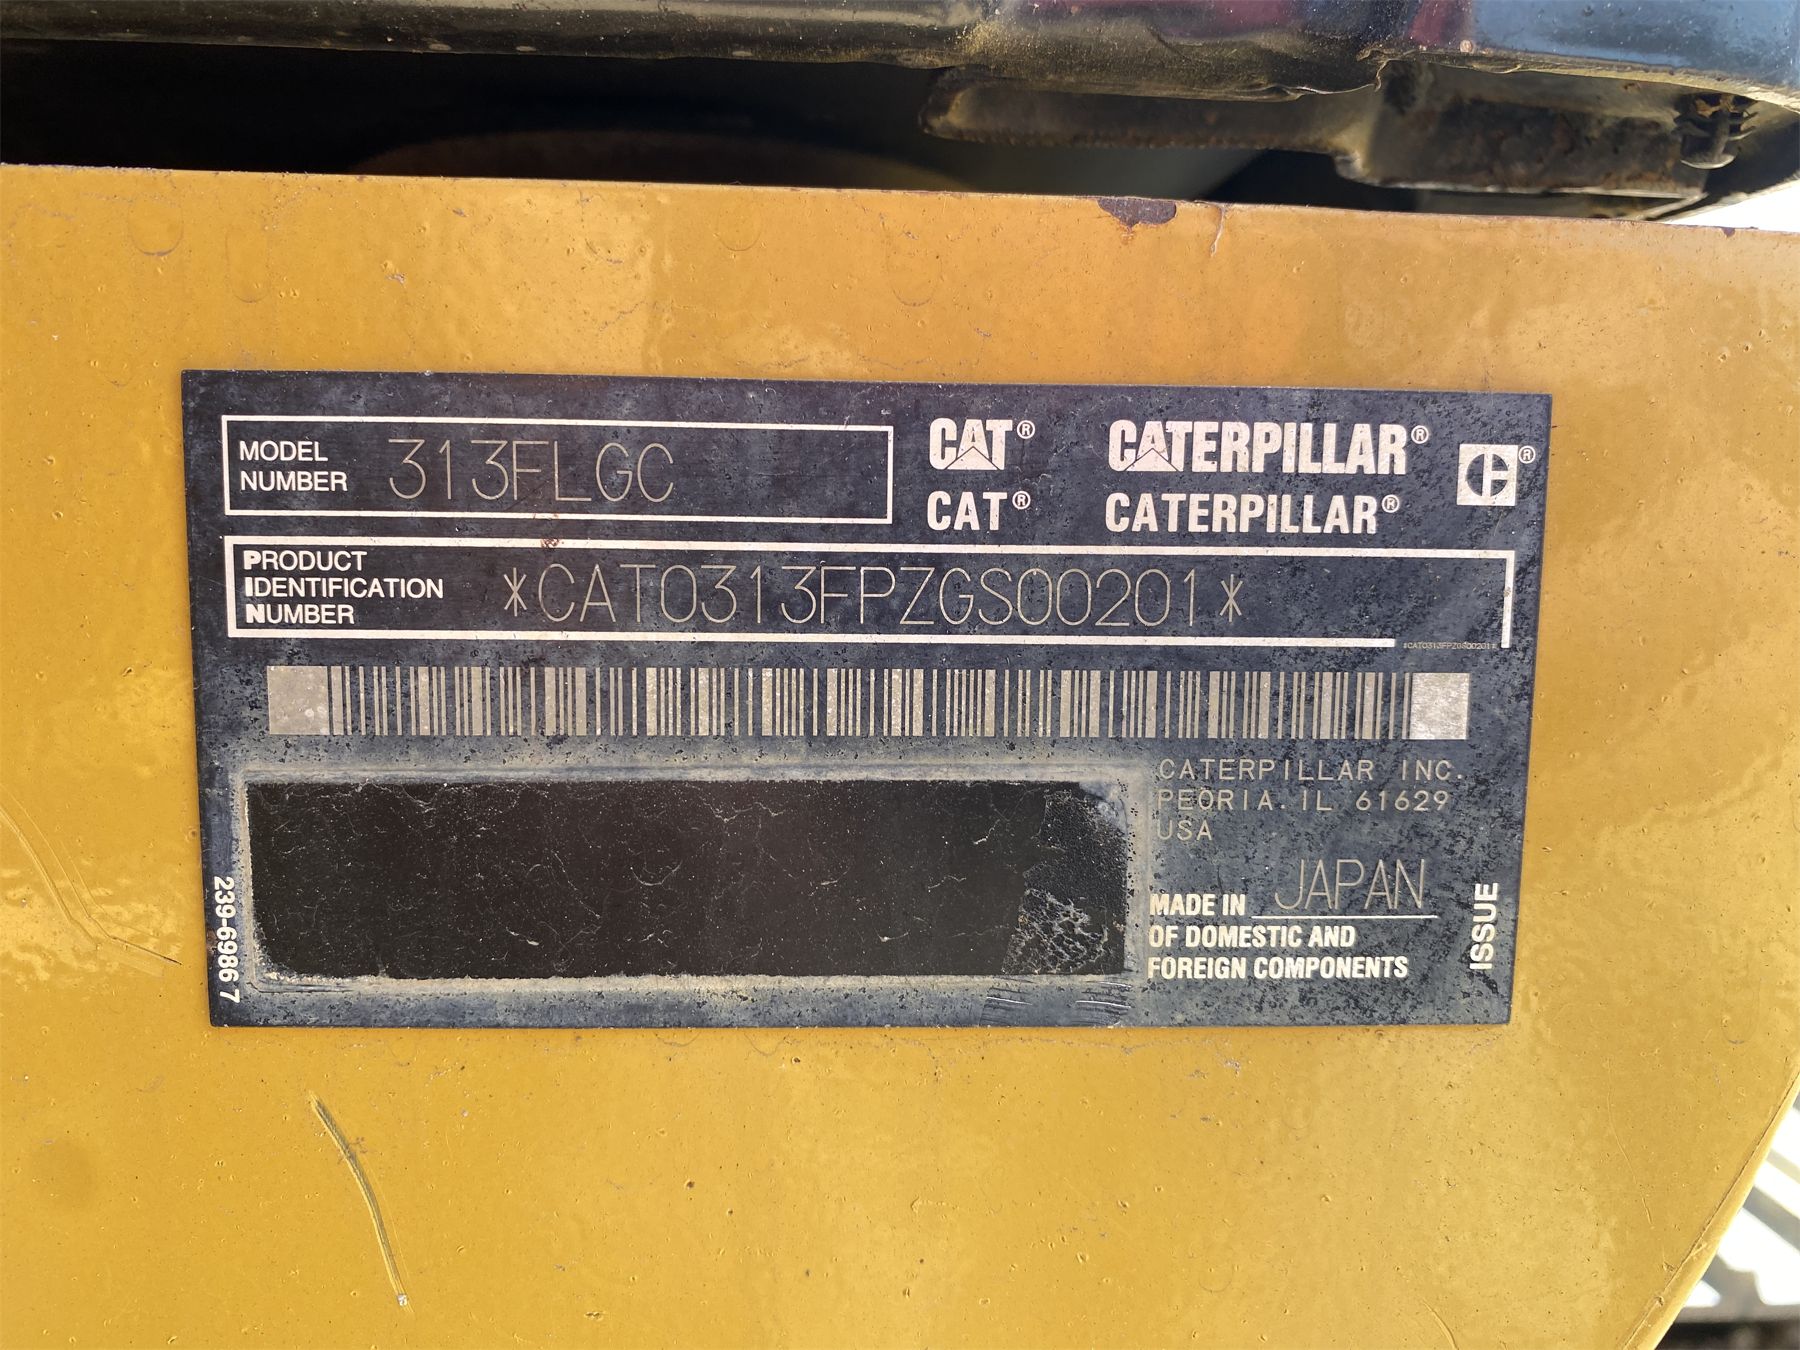 MODEL NUMBER 313FLGC
CAT® CATERPILLAR®
CAT® CATERPILLAR®
PRODUCT IDENTIFICATION NUMBER *CAT0313FPZGS00201*
*CAT0313FPZGS00201*
CATERPILLAR INC.
PEORIA. IL 61629
USA
MADE IN JAPAN
OF DOMESTIC AND
FOREIGN COMPONENTS
239-6986 7
ISSUE